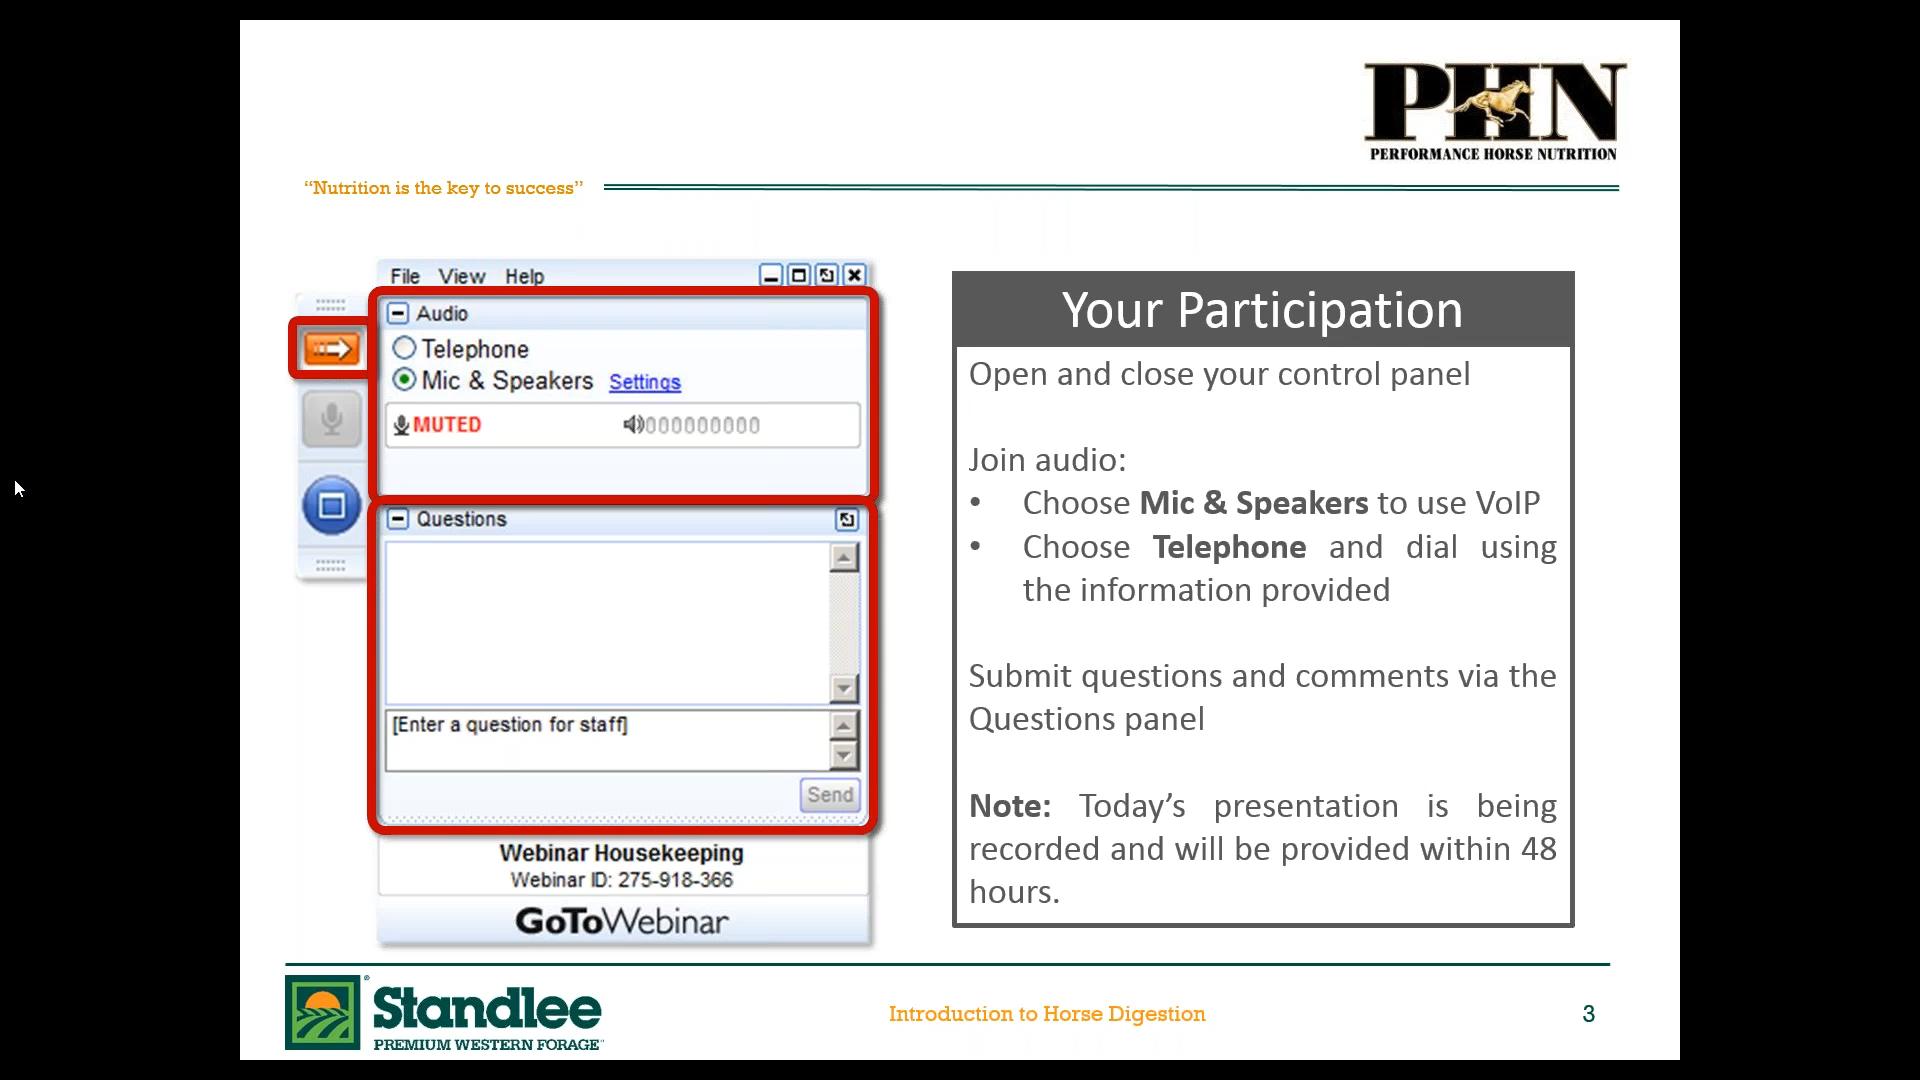 PHN
PERFORMANCE HORSE NUTRITION
“Nutrition is the key to success”
File View Help
Audio
Telephone
Mic & Speakers Settings
MUTED
Questions
[Enter a question for staff]
Send
Webinar Housekeeping
Webinar ID: 275-918-366
GoToWebinar
Your Participation
Open and close your control panel
Join audio:
• Choose Mic & Speakers to use VoIP
• Choose Telephone and dial using
the information provided
Submit questions and comments via the
Questions panel
Note: Today’s presentation is being
recorded and will be provided within 48
hours.
Standlee®
PREMIUM WESTERN FORAGE™
Introduction to Horse Digestion
3